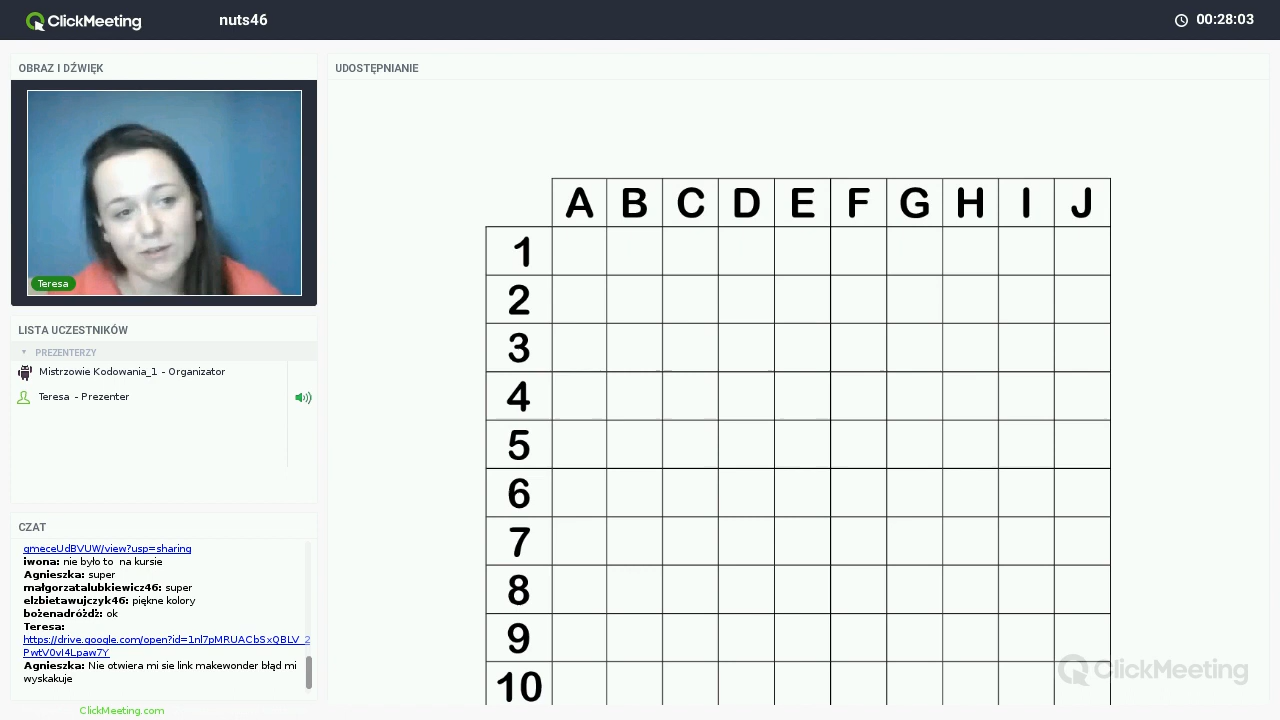 ClickMeeting
nuts46
00:28:03
OBRAZ I DŹWIĘK
Teresa
LISTA UCZESTNIKÓW
PREZENTERZY
Mistrzowie Kodowania_1 - Organizator
Teresa - Prezenter
CZAT
gmeceUdBVUW/view?usp=sharing
iwona: nie było to na kursie
Agnieszka: super
małgorzatalubkiewicz46: super
elżbietawujczyk46: piękne kolory
bożenadróżdż: ok
Teresa:
https://drive.google.com/open?id=1nl7pMRUACbSxQBLV_2
PwtV0vI4Lpaw7Y
Agnieszka: Nie otwiera mi sie link makewonder błąd mi
wyskakuje
ClickMeeting.com
UDOSTĘPNIANIE
A B C D E F G H I J
1
2
3
4
5
6
7
8
9
10
ClickMeeting